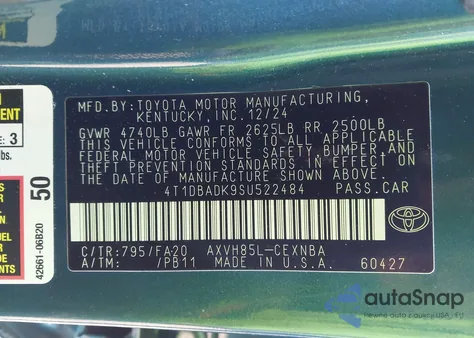 MFD.BY:TOYOTA MOTOR MANUFACTURING,
KENTUCKY, INC.12/24
GVWR 4740LB GAWR FR 2625LB RR 2500LB
THIS VEHICLE CONFORMS TO ALL APPLICABLE
FEDERAL MOTOR VEHICLE SAFETY, BUMPER, AND
THEFT PREVENTION STANDARDS IN EFFECT ON THE
DATE OF MANUFACTURE SHOWN ABOVE.
4T1DBADK9SU522484 PASS.CAR
C/TR:795/FA20 AXVH85L-CEXNBA
A/TM: /PB11 MADE IN U.S.A. 60427
TOYOTA
3
lbs.
50
42661-06B20
autoSnap